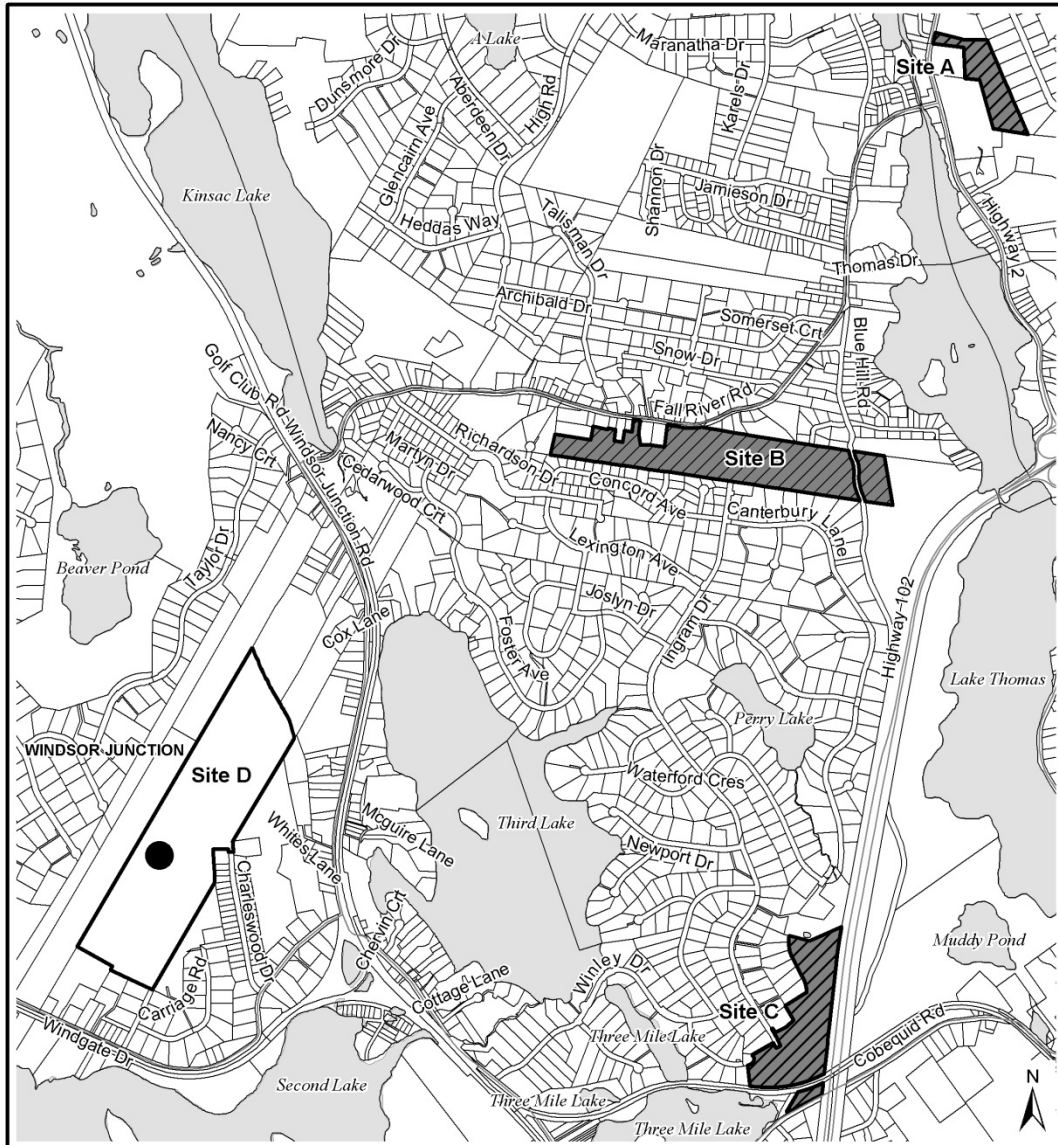 A Lake
Maranatha Dr
Dunsmore Dr
Aberdeen Dr
High Rd
Karels Dr
Site A
Glencairn Ave
Kinsac Lake
Shannon Dr
Jamieson Dr
Heddas Way
Talisman Dr
Highway 2
Thomas Dr
Archibald Dr
Somerset Crt
Snow Dr
Blue Hill Rd
Golf Club Rd
Windsor Junction Rd
Fall River Rd
Nancy Crt
Martyn Dr
Richardson Dr
Site B
Cedarwood Crt
Concord Ave
Canterbury Lane
Beaver Pond
Taylor Dr
Lexington Ave
Joslyn Dr
Highway 102
Cox Lane
Foster Ave
Ingram Dr
Lake Thomas
Perry Lake
WINDSOR JUNCTION
Site D
Waterford Cres
Third Lake
Mcguire Lane
Whites Lane
Newport Dr
Charleswood Dr
Chervin Crt
Muddy Pond
Carriage Rd
Cottage Lane
Winley Dr
Site C
Windgate Dr
Three Mile Lake
Cobequid Rd
Second Lake
Three Mile Lake
Three Mile Lake
N